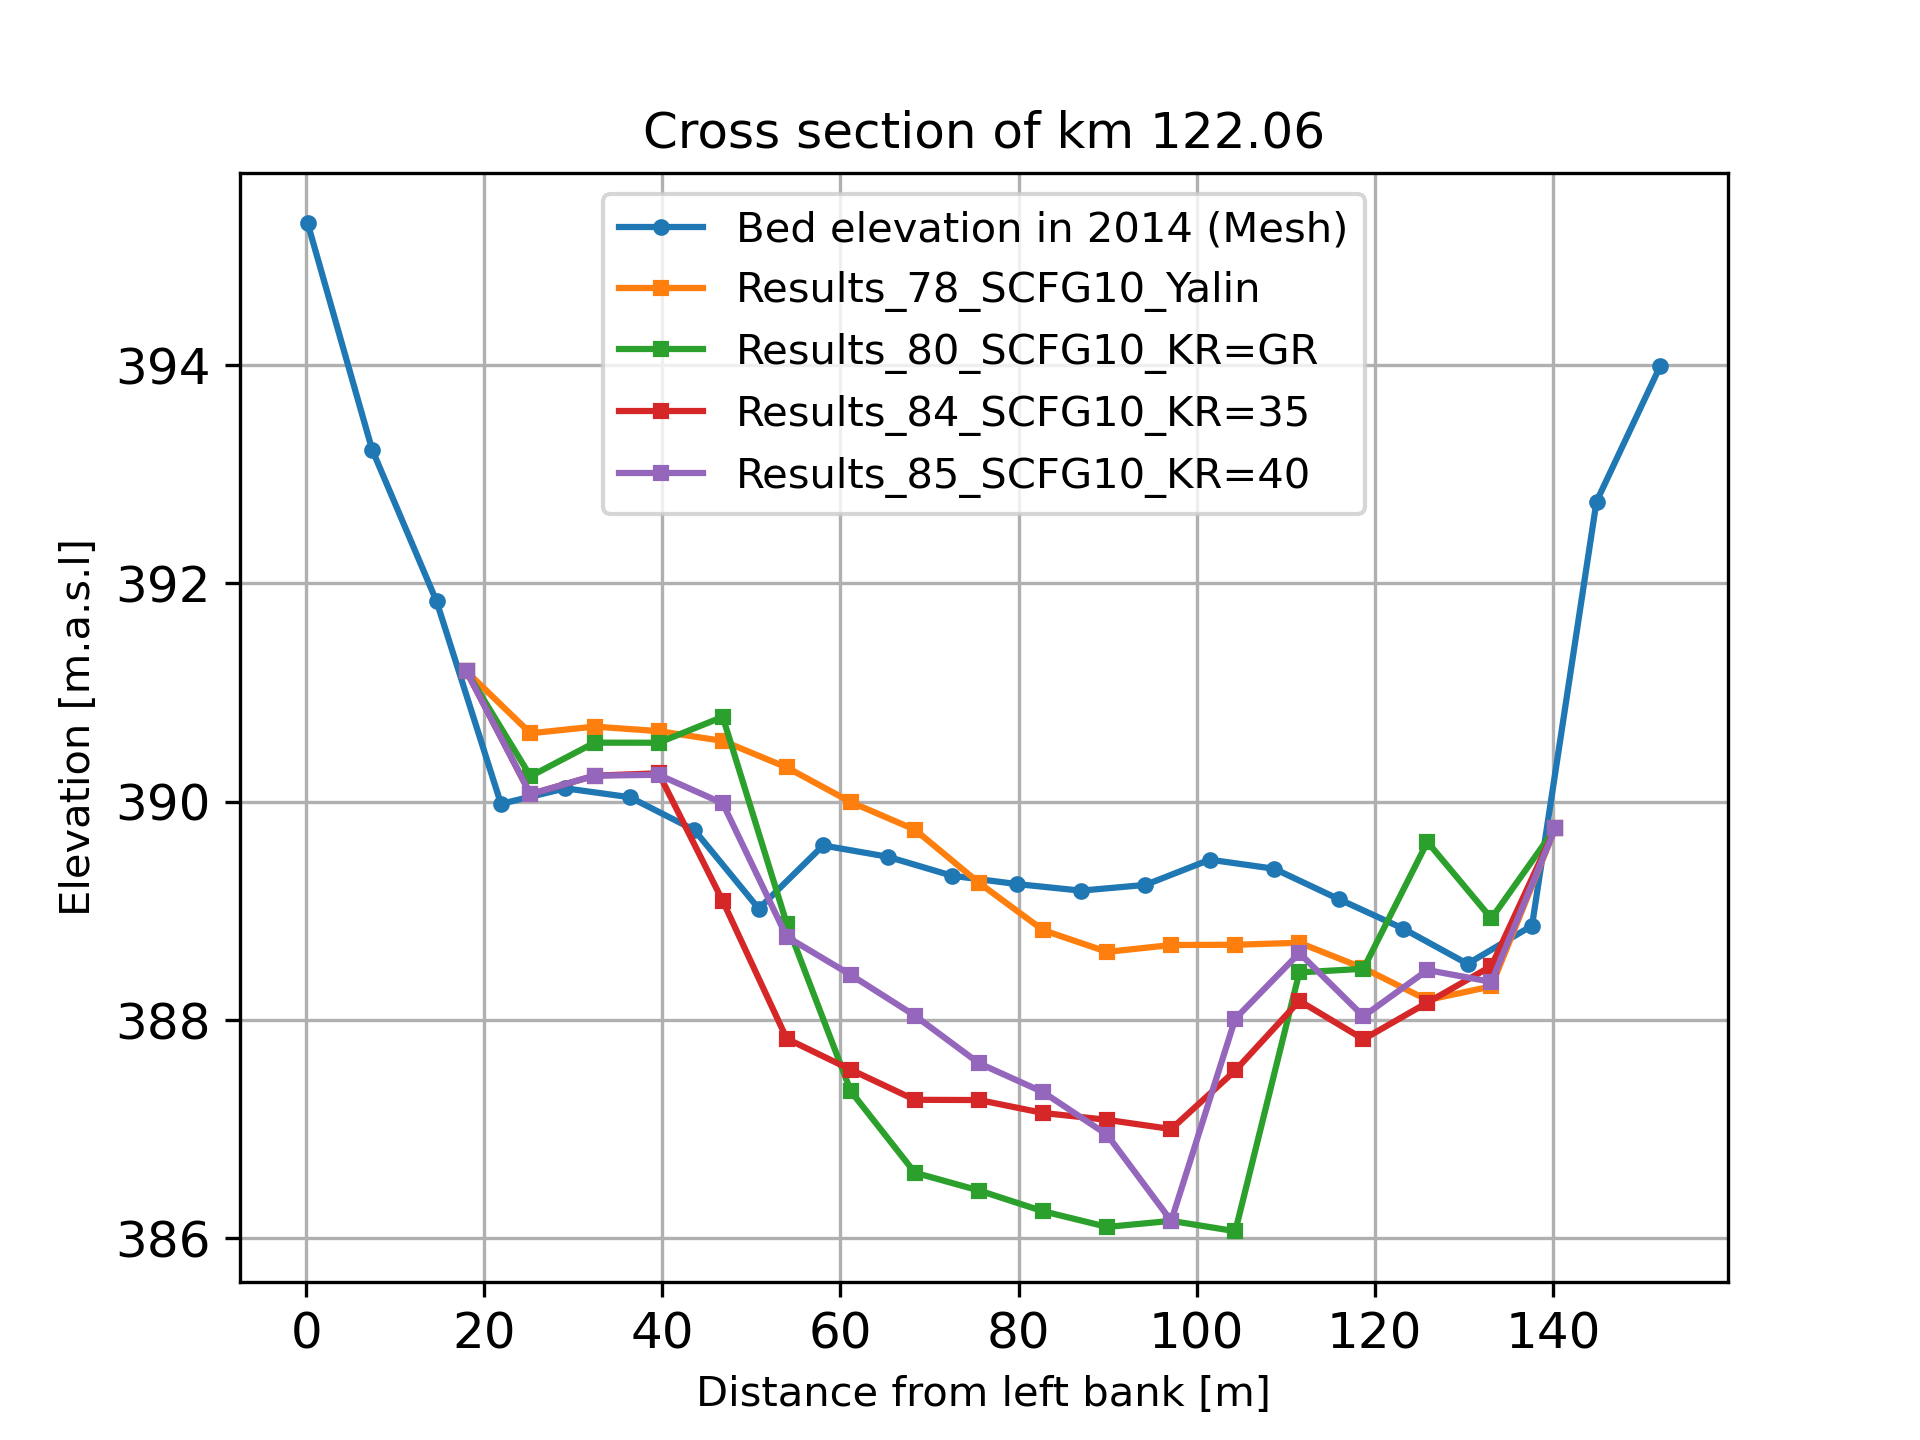 Cross section of km 122.06
Bed elevation in 2014 (Mesh)
Results_78_SCFG10_Yalin
Results_80_SCFG10_KR=GR
Results_84_SCFG10_KR=35
Results_85_SCFG10_KR=40
Elevation [m.a.s.l]
394
392
390
388
386
0 20 40 60 80 100 120 140
Distance from left bank [m]